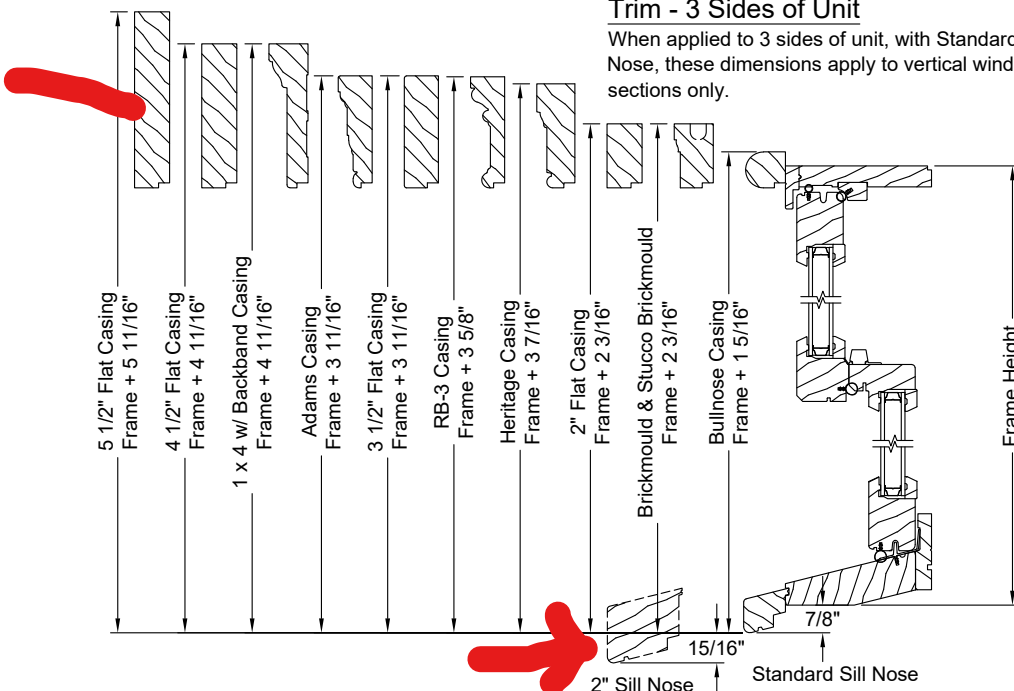 Trim - 3 Sides of Unit
When applied to 3 sides of unit, with Standard
Nose, these dimensions apply to vertical
sections only.
5 1/2" Flat Casing
Frame + 5 11/16"
4 1/2" Flat Casing
Frame + 4 11/16"
1 x 4 w/ Backband Casing
Frame + 4 11/16"
Adams Casing
Frame + 3 11/16"
3 1/2" Flat Casing
Frame + 3 11/16"
RB-3 Casing
Frame + 3 5/8"
Heritage Casing
Frame + 3 7/16"
2" Flat Casing
Frame + 2 3/16"
Brickmould & Stucco Brickmould
Frame + 2 3/16"
Bullnose Casing
Frame + 1 5/16"
Frame Height
7/8"
15/16"
Standard Sill Nose
2" Sill Nose